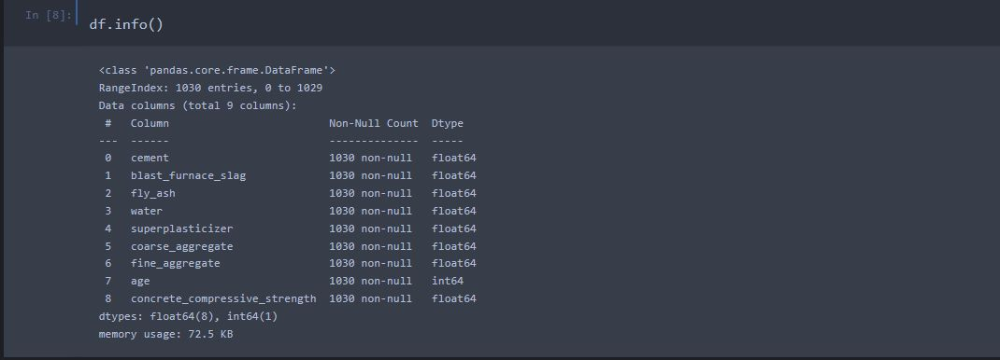 In [8]: df.info()
<class 'pandas.core.frame.DataFrame'>
RangeIndex: 1030 entries, 0 to 1029
Data columns (total 9 columns):
 #   Column                         Non-Null Count  Dtype
---  ------                         --------------  -----
 0   cement                         1030 non-null   float64
 1   blast_furnace_slag             1030 non-null   float64
 2   fly_ash                        1030 non-null   float64
 3   water                          1030 non-null   float64
 4   superplasticizer               1030 non-null   float64
 5   coarse_aggregate               1030 non-null   float64
 6   fine_aggregate                 1030 non-null   float64
 7   age                            1030 non-null   int64
 8   concrete_compressive_strength  1030 non-null   float64
dtypes: float64(8), int64(1)
memory usage: 72.5 KB